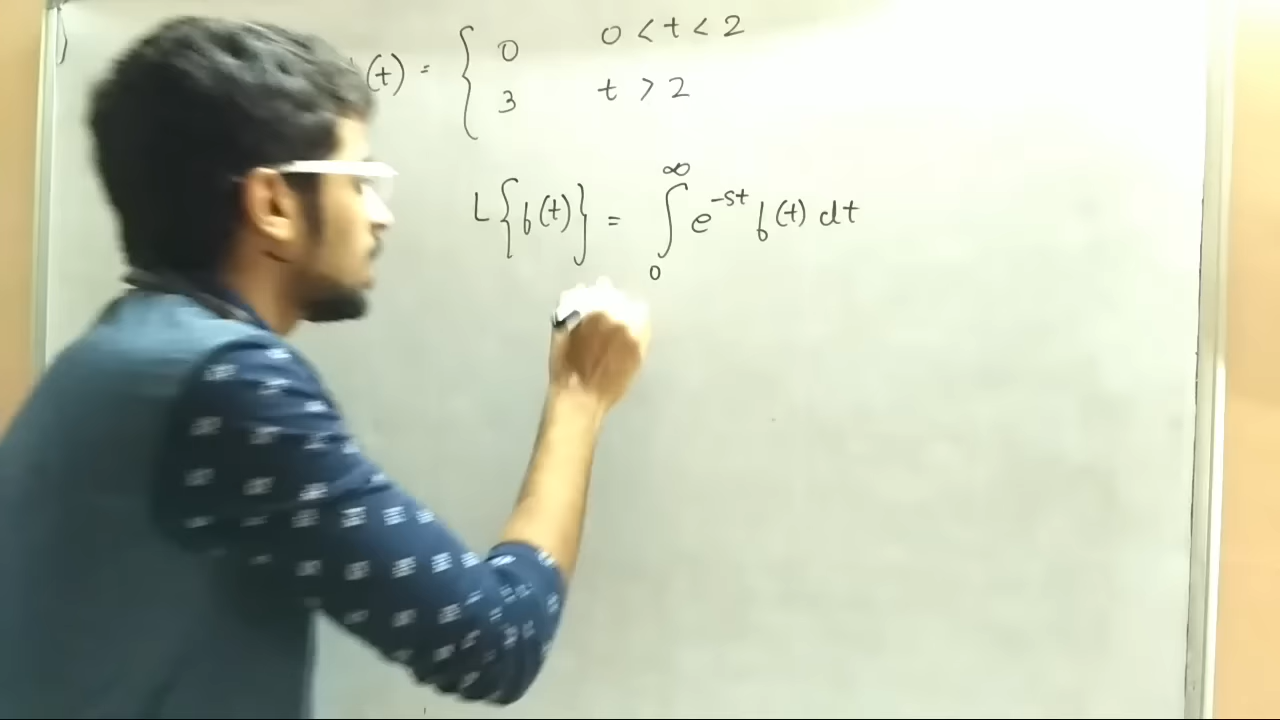 )
(t) = { 0 0 < t < 2
3 t > 2
L{f(t)} = ∫₀^∞ e^{-st} f(t) dt